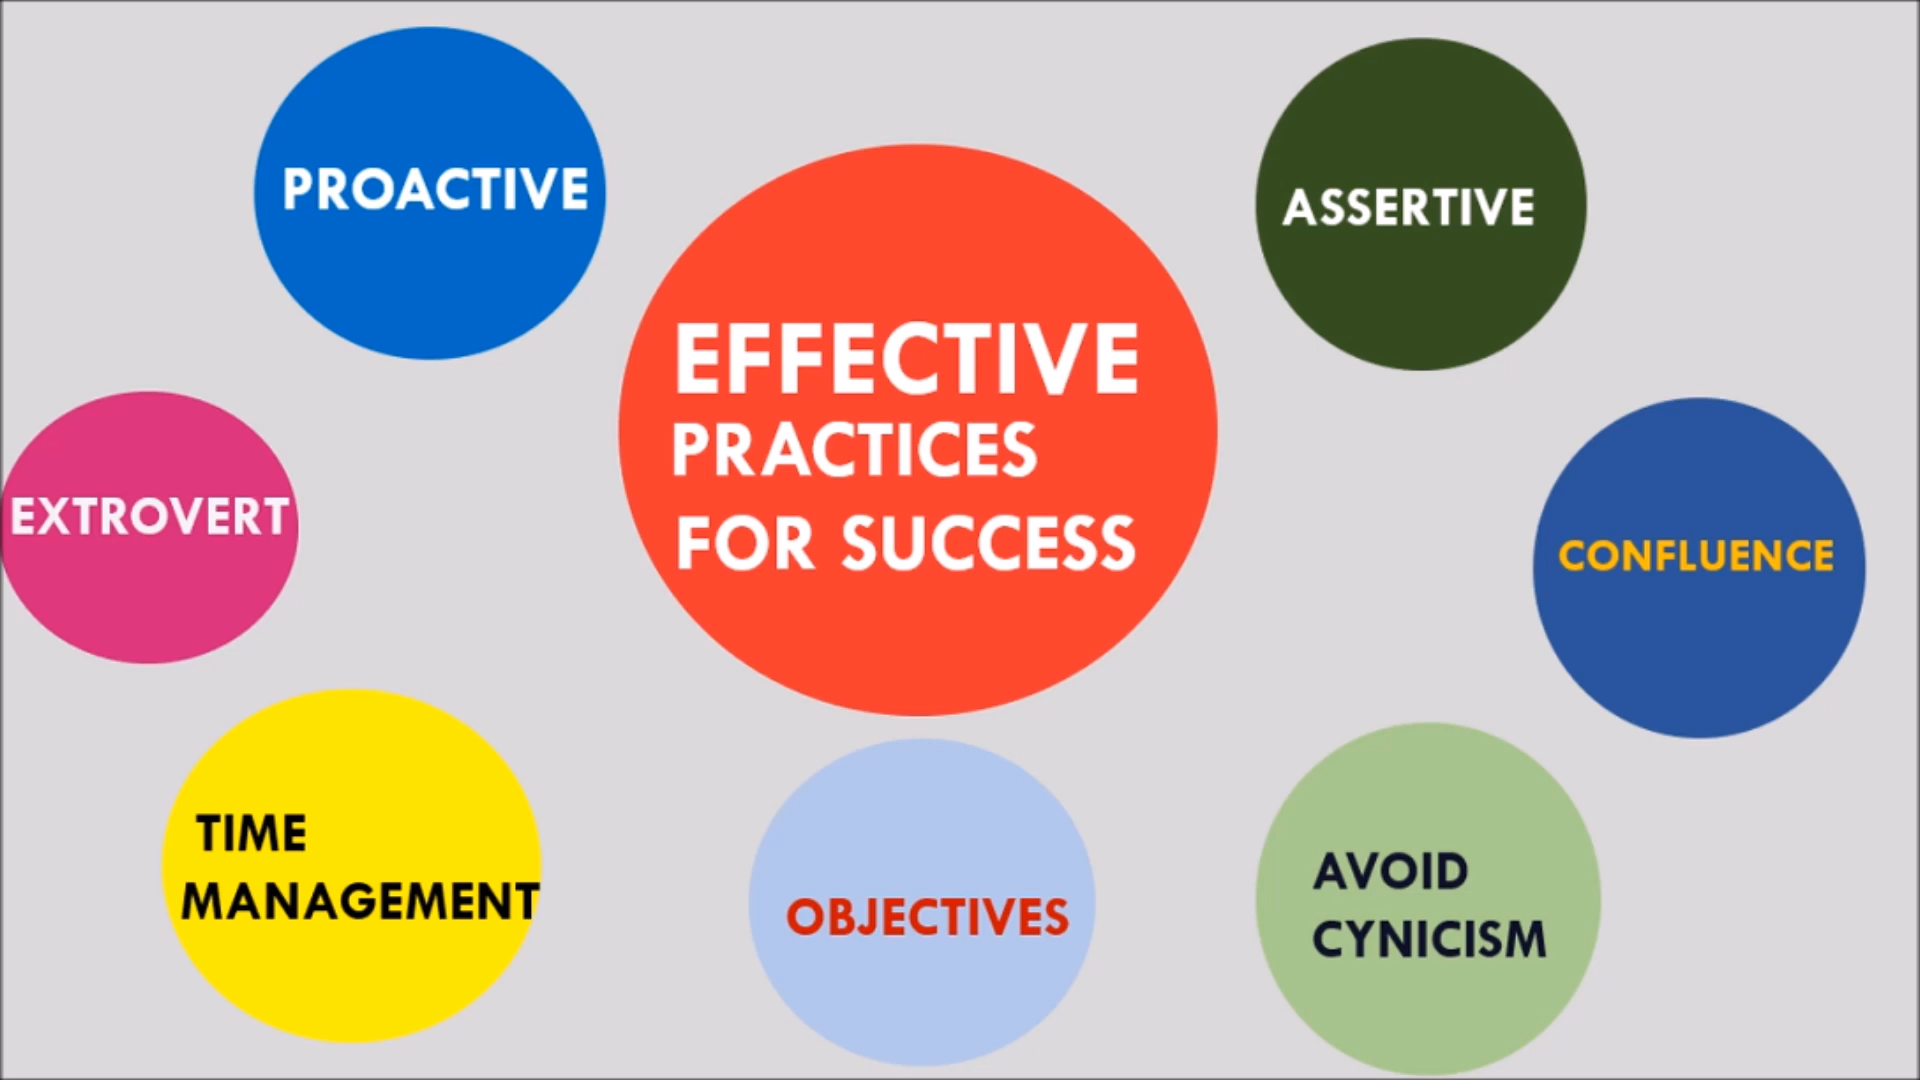 PROACTIVE
ASSERTIVE
EFFECTIVE
PRACTICES
FOR SUCCESS
EXTROVERT
CONFLUENCE
TIME
MANAGEMENT
OBJECTIVES
AVOID
CYNICISM